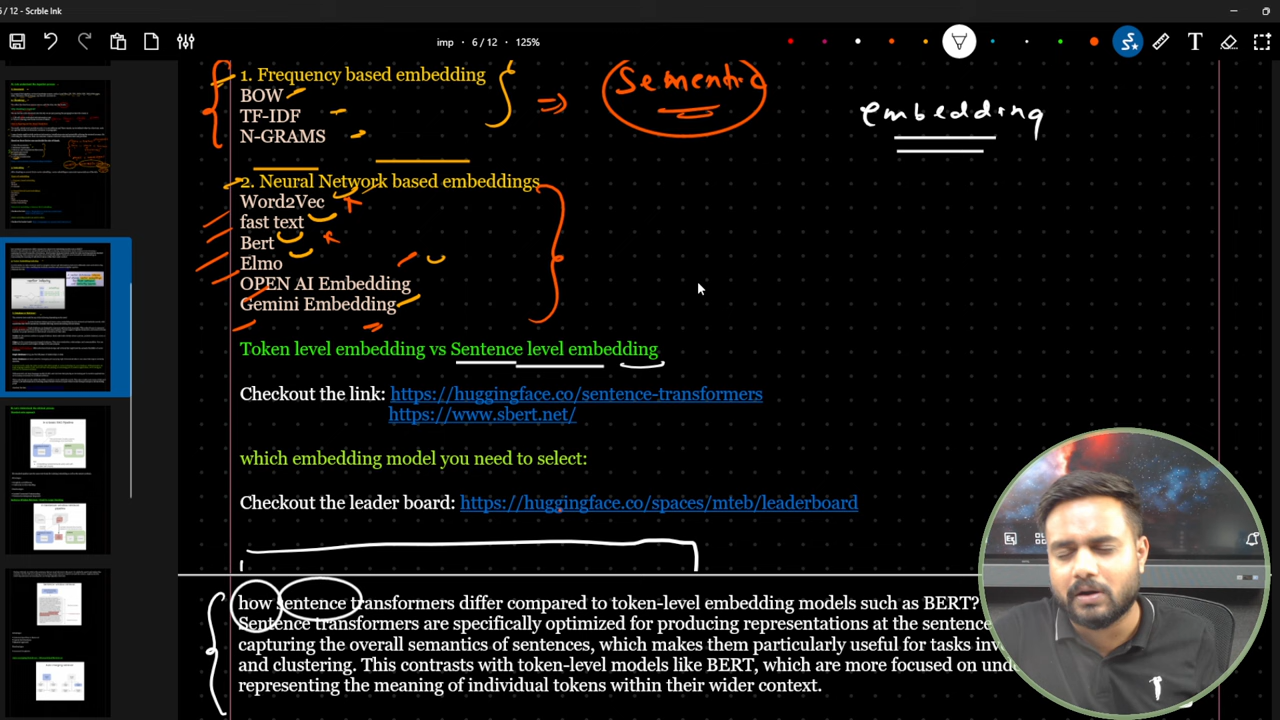 6 / 12 - Scrble Ink
imp • 6 / 12 • 125%
1. Frequency based embedding
BOW
TF-IDF
N-GRAMS
Sementic
embedding
2. Neural Network based embeddings
Word2Vec
fast text
Bert
Elmo
OPEN AI Embedding
Gemini Embedding
Token level embedding vs Sentence level embedding
Checkout the link: https://huggingface.co/sentence-transformers
https://www.sbert.net/
which embedding model you need to select:
Checkout the leader board: https://huggingface.co/spaces/mteb/leaderboard
how sentence transformers differ compared to token-level embedding models such as BERT?
Sentence transformers are specifically optimized for producing representations at the sentence
capturing the overall semantics of sentences, which makes them particularly useful for tasks
and clustering. This contrasts with token-level models like BERT, which are more focused on
representing the meaning of individual tokens within their wider context.